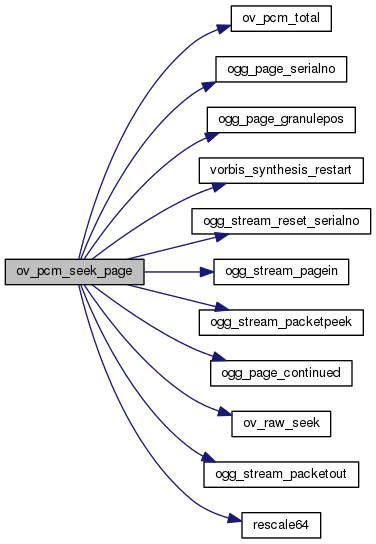 ov_pcm_total
ogg_page_serialno
ogg_page_granulepos
vorbis_synthesis_restart
ogg_stream_reset_serialno
ov_pcm_seek_page
ogg_stream_pagein
ogg_stream_packetpeek
ogg_page_continued
ov_raw_seek
ogg_stream_packetout
rescale64